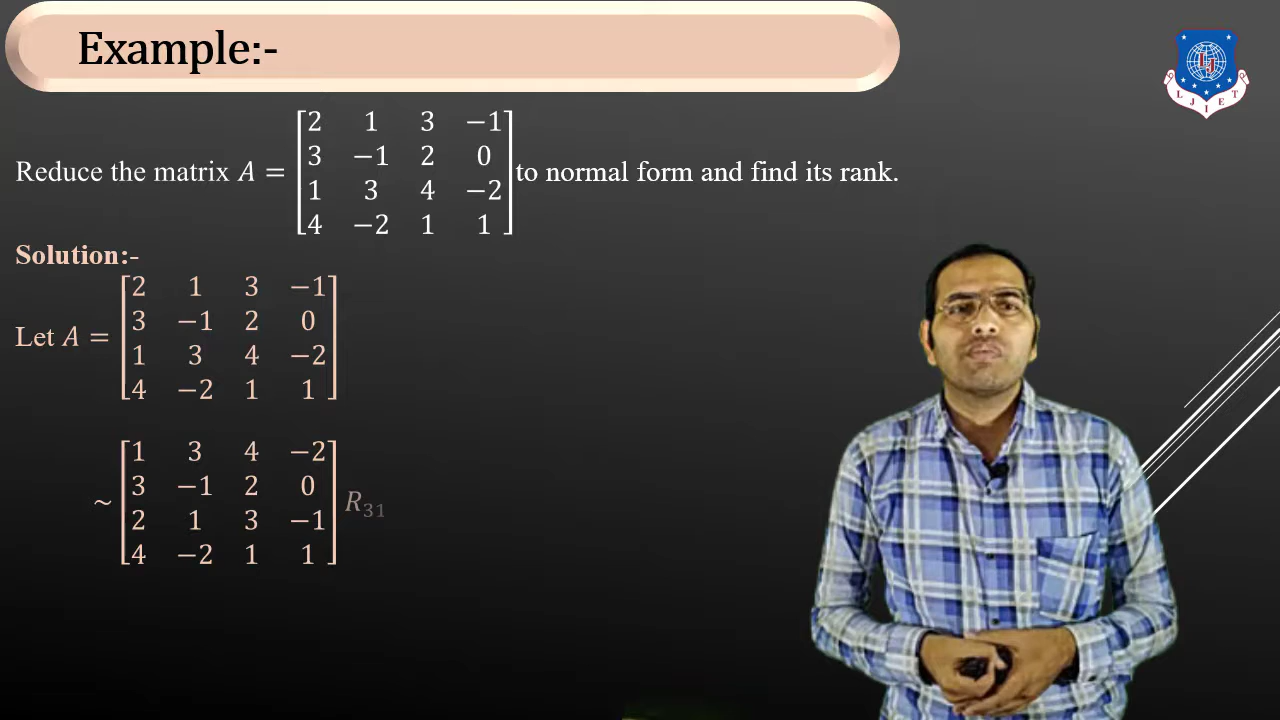 Example:-
LJIET
Reduce the matrix A = [2 1 3 −1
3 −1 2 0
1 3 4 −2
4 −2 1 1] to normal form and find its rank.
Solution:-
Let A = [2 1 3 −1
3 −1 2 0
1 3 4 −2
4 −2 1 1]
~ [1 3 4 −2
3 −1 2 0
2 1 3 −1
4 −2 1 1] R₃₁